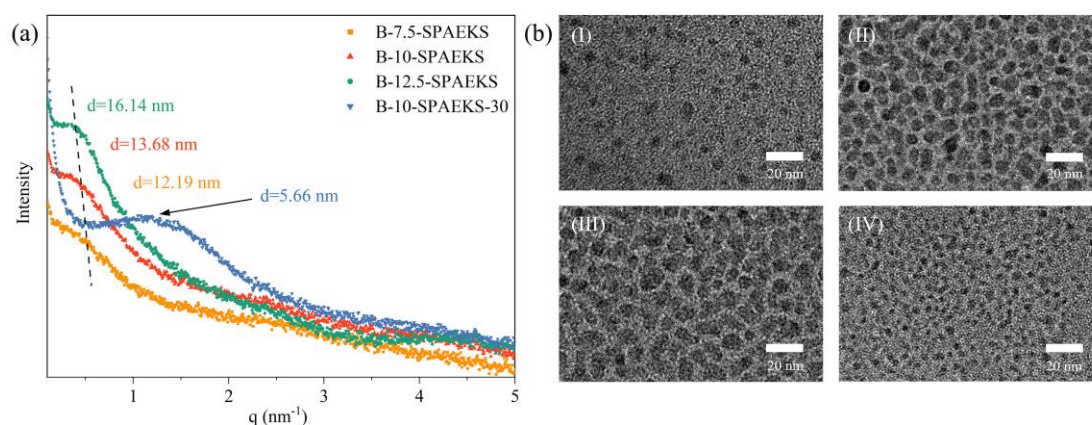 (a)
B-7.5-SPAEKS
B-10-SPAEKS
B-12.5-SPAEKS
B-10-SPAEKS-30
d=16.14 nm
d=13.68 nm
d=12.19 nm
d=5.66 nm
Intensity
1
2
3
4
5
q (nm⁻¹)
(b)
(I)
20 nm
(II)
20 nm
(III)
20 nm
(IV)
20 nm